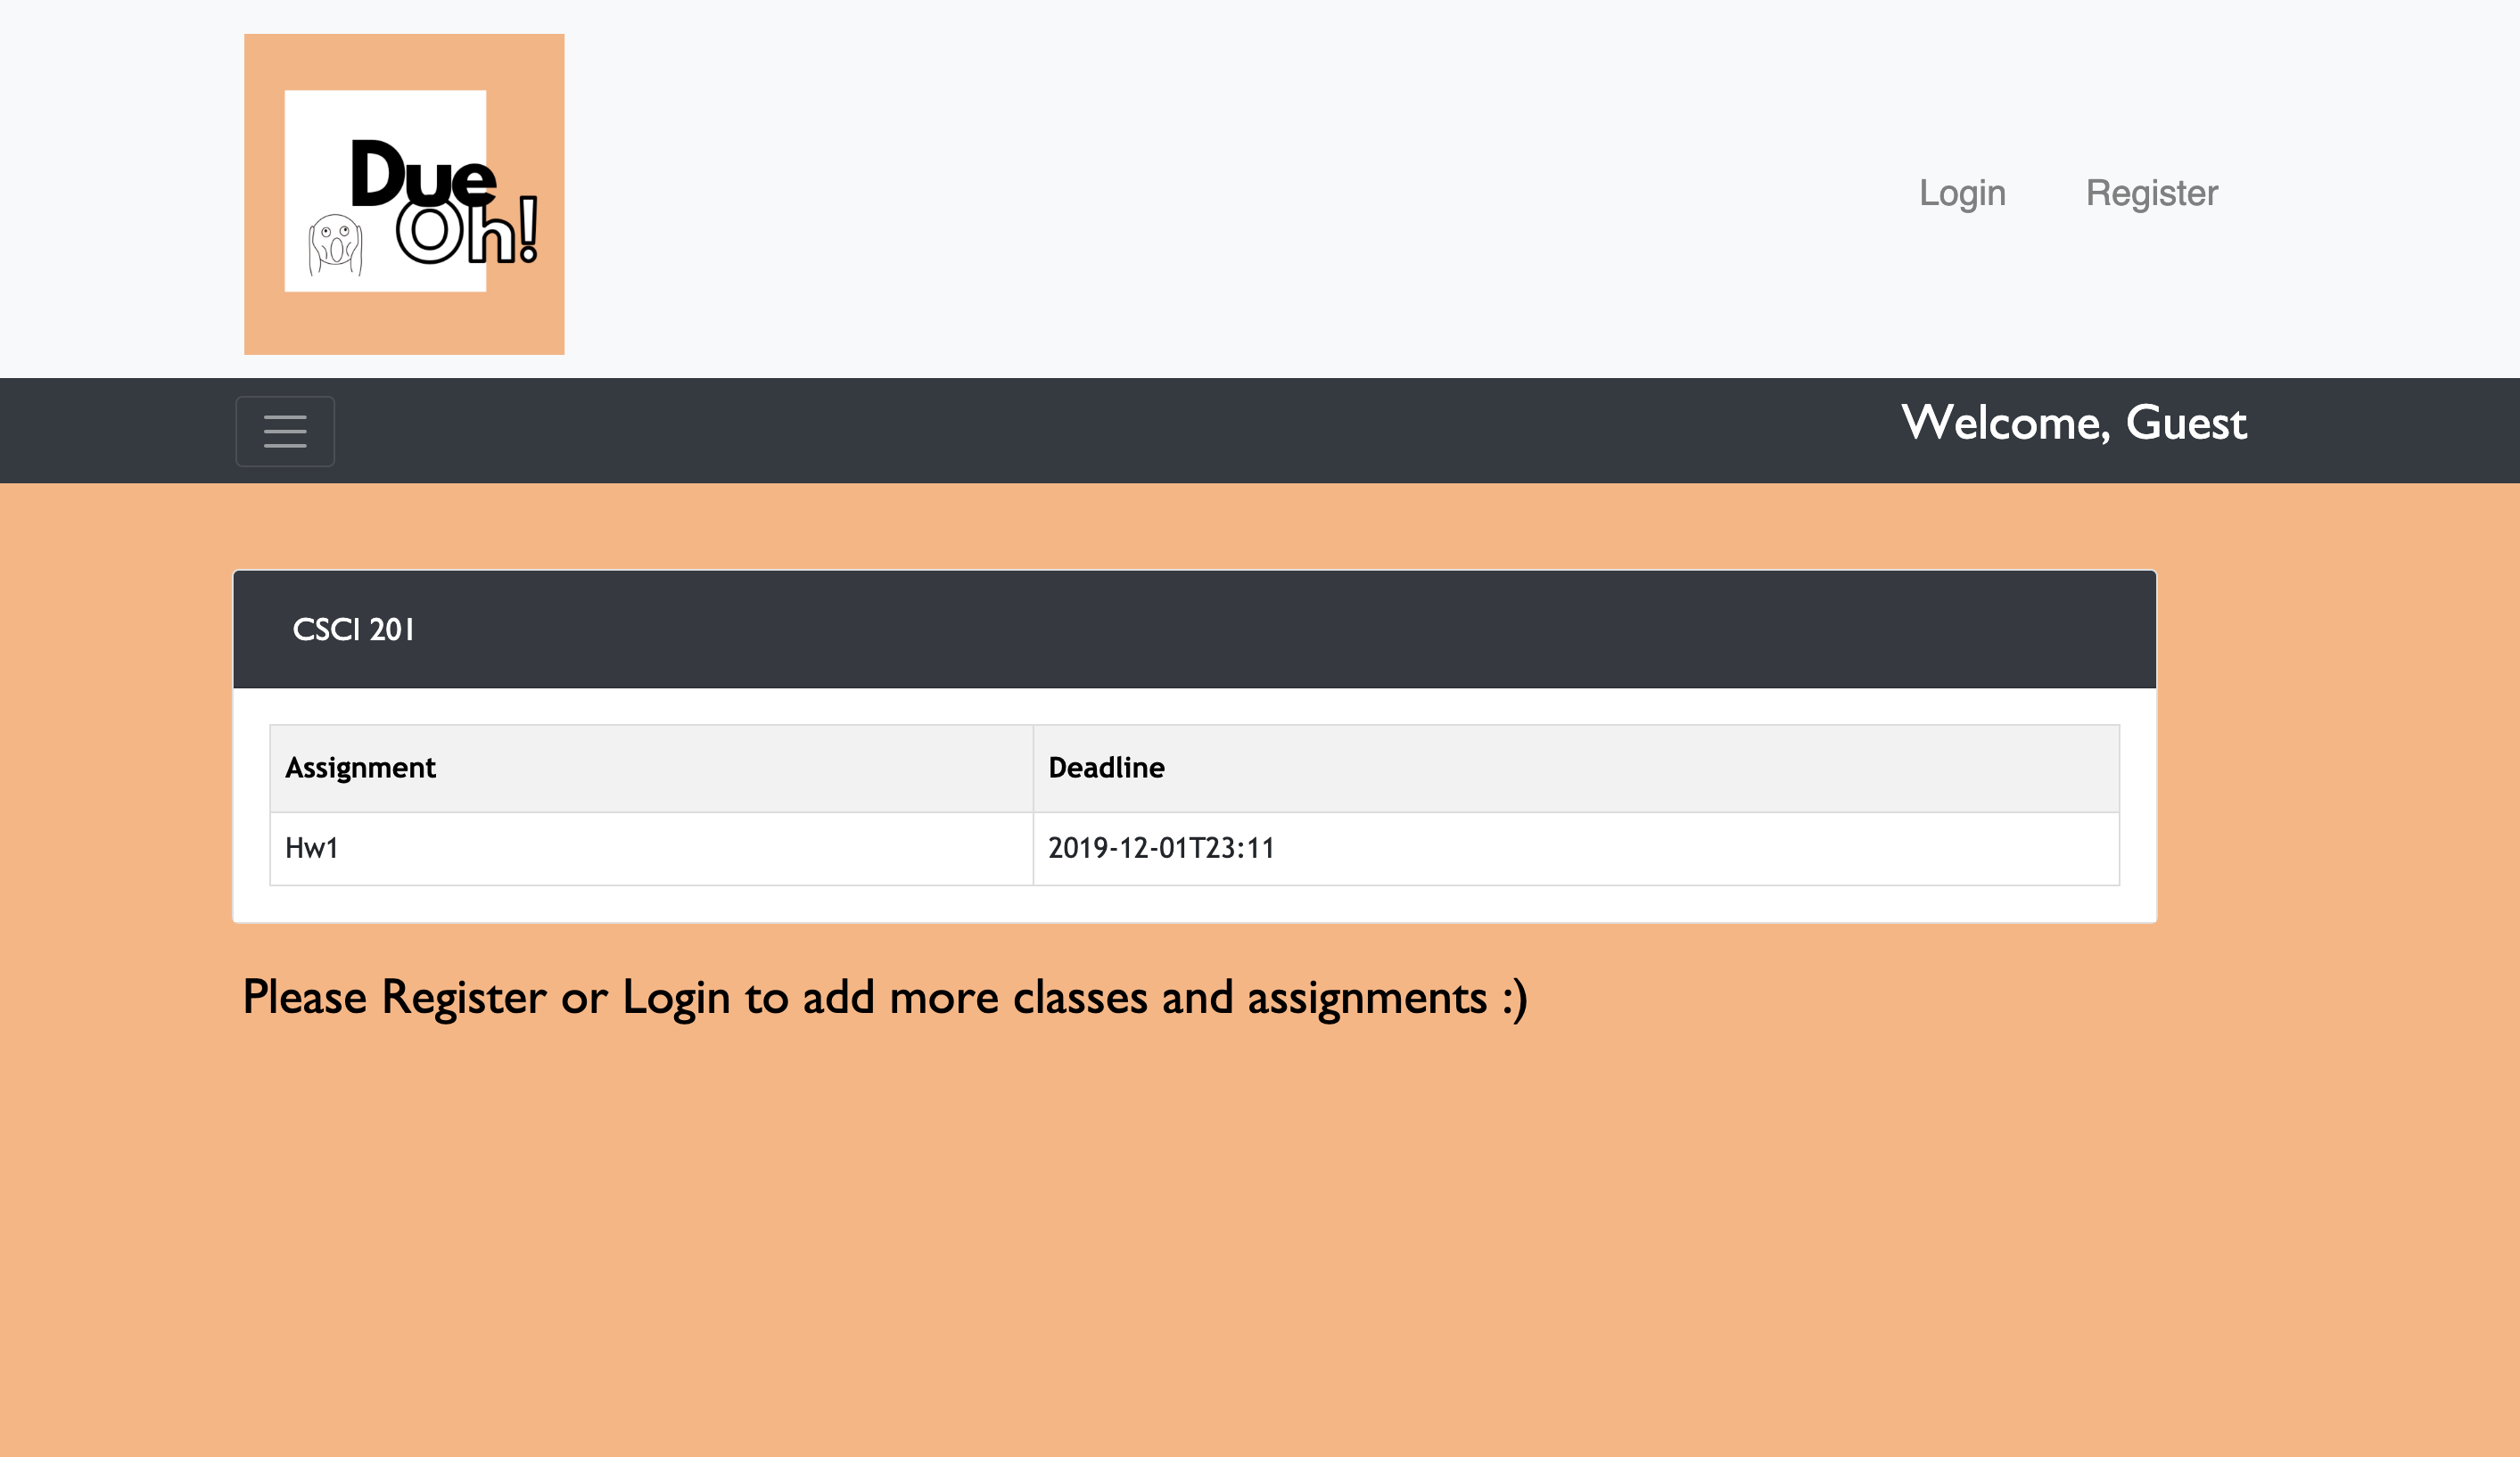 Due
Oh!
Login
Register
Welcome, Guest
CSCI 201
Assignment
Deadline
Hw1
2019-12-01T23:11
Please Register or Login to add more classes and assignments :)